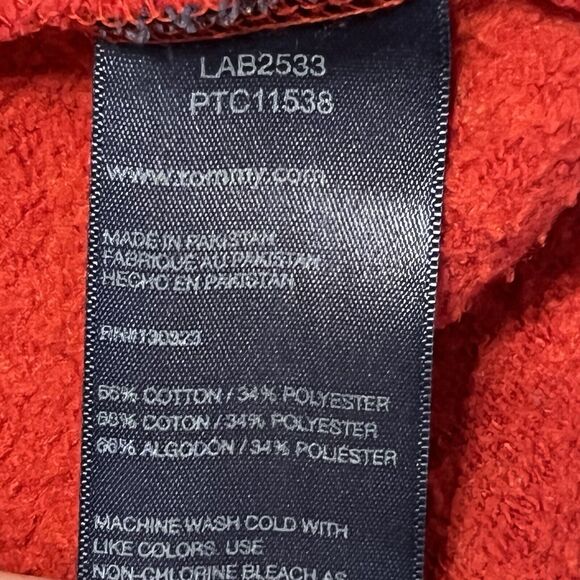 LAB2533
PTC11538
www.tommy.com
MADE IN PAKISTAN
FABRIQUE AU PAKISTAN
HECHO EN PAKISTAN
RN#130323
66% COTTON / 34% POLYESTER
66% COTON / 34% POLYESTER
66% ALGODON / 34% POLIESTER
MACHINE WASH COLD WITH
LIKE COLORS. USE
NON-CHLORINE BLEACH AS